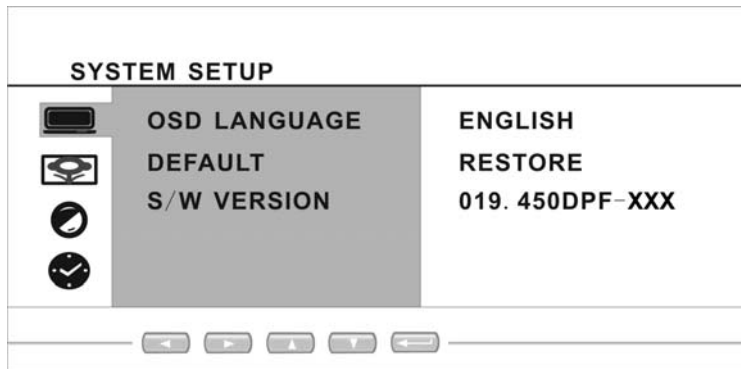 SYSTEM SETUP
OSD LANGUAGE ENGLISH
DEFAULT RESTORE
S/W VERSION 019. 450DPF-XXX